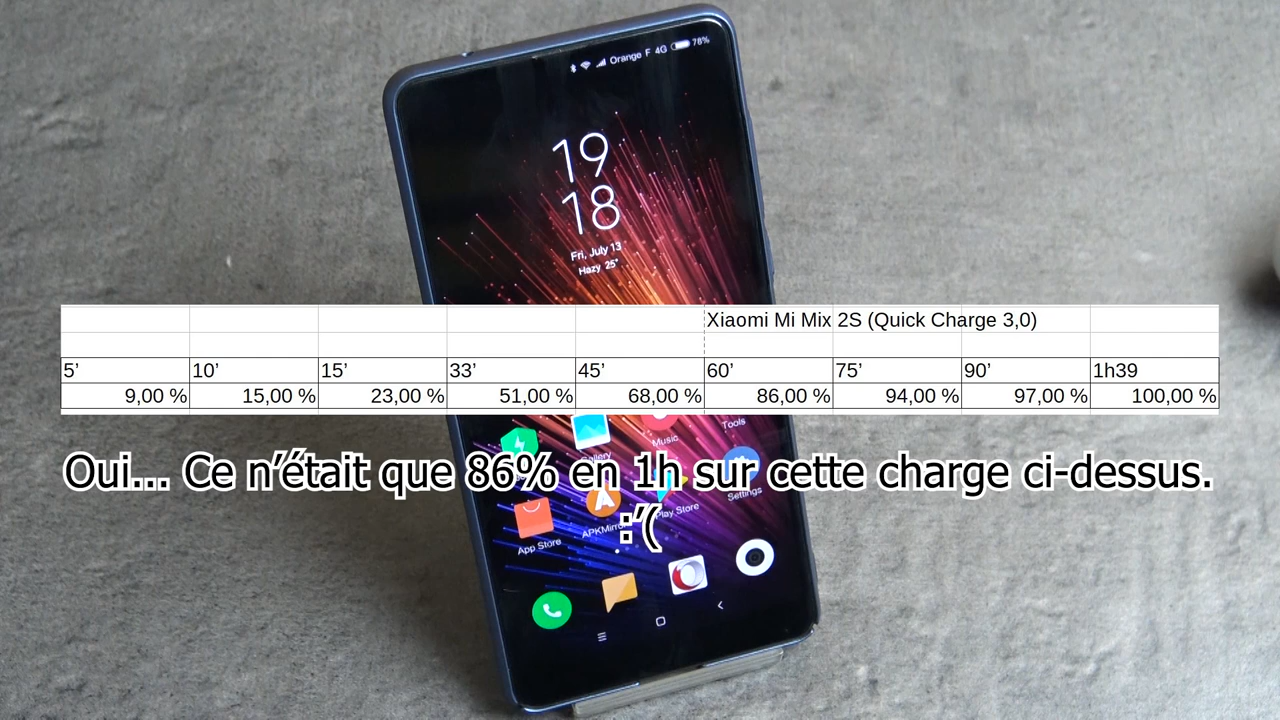 Orange F 4G 78%
19
18
Fri, July 13
Hazy 25°
Xiaomi Mi Mix 2S (Quick Charge 3,0)
5’ 10’ 15’ 33’ 45’ 60’ 75’ 90’ 1h39
9,00 % 15,00 % 23,00 % 51,00 % 68,00 % 86,00 % 94,00 % 97,00 % 100,00 %
Gallery Music Tools
Oui... Ce n’était que 86% en 1h sur cette charge ci-dessus.
:’(
App Store APKMirror Play Store Settings